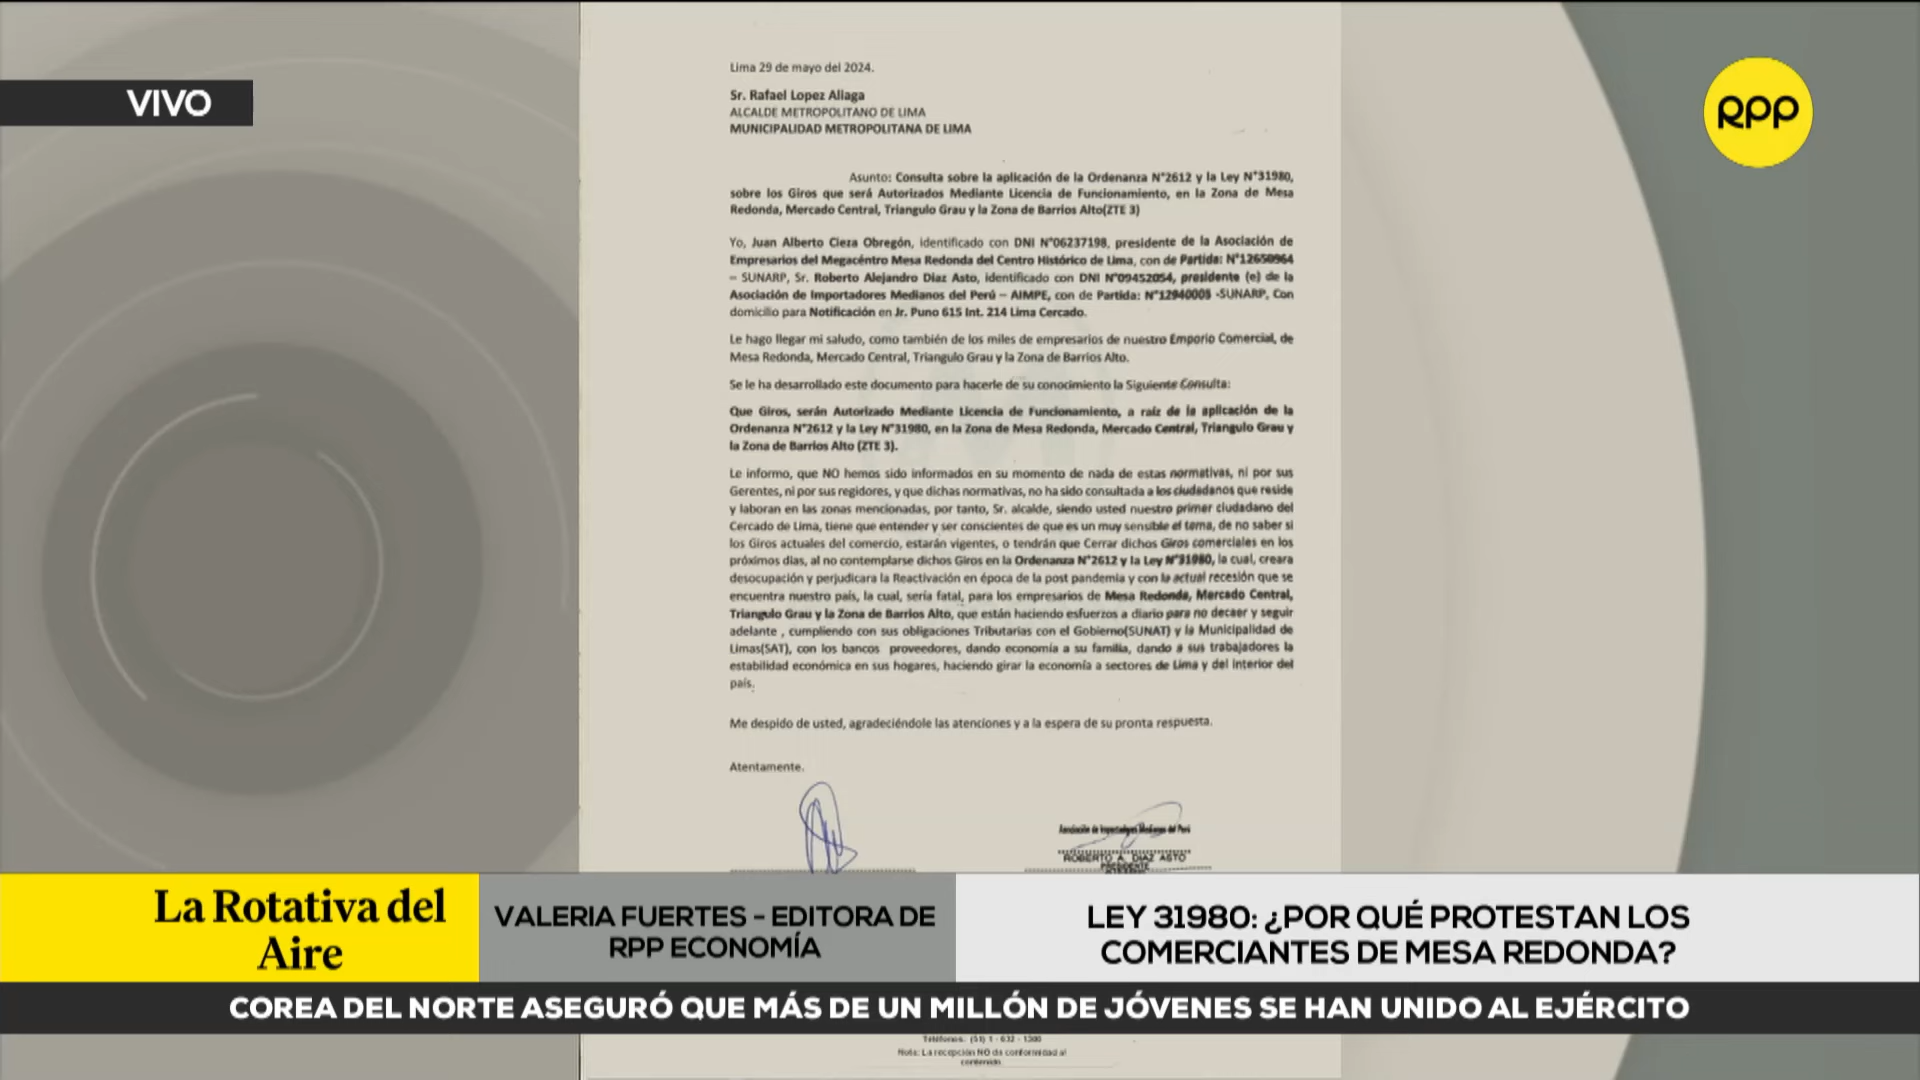 VIVO
RPP
Lima 29 de mayo del 2024.
Sr. Rafael Lopez Aliaga
ALCALDE METROPOLITANO DE LIMA
MUNICIPALIDAD METROPOLITANA DE LIMA
Asunto: Consulta sobre la aplicación de la Ordenanza N°2612 y la Ley N°31980,
sobre los Giros que será Autorizados Mediante Licencia de Funcionamiento, en la Zona de Mesa
Redonda, Mercado Central, Triangulo Grau y la Zona de Barrios Alto(ZTE 3)
Yo, Juan Alberto Cieza Obregón, identificado con DNI N°06237198, presidente de la Asociación de
Empresarios del Megacéntro Mesa Redonda del Centro Histórico de Lima, con de Partida: N°12650964
– SUNARP, Sr. Roberto Alejandro Diaz Asto, identificado con DNI N°09452054, presidente (e) de la
Asociación de Importadores Medianos del Perú – AIMPE, con de Partida: N°12940005 -SUNARP, Con
domicilio para Notificación en Jr. Puno 615 Int. 214 Lima Cercado.
Le hago llegar mi saludo, como también de los miles de empresarios de nuestro Emporio Comercial, de
Mesa Redonda, Mercado Central, Triangulo Grau y la Zona de Barrios Alto.
Se le ha desarrollado este documento para hacerle de su conocimiento la Siguiente Consulta:
Que Giros, serán Autorizado Mediante Licencia de Funcionamiento, a raíz de la aplicación de la
Ordenanza N°2612 y la Ley N°31980, en la Zona de Mesa Redonda, Mercado Central, Triangulo Grau y
la Zona de Barrios Alto (ZTE 3).
Le informo, que NO hemos sido informados en su momento de nada de estas normativas, ni por sus
Gerentes, ni por sus regidores, y que dichas normativas, no ha sido consultada a los ciudadanos que reside
y laboran en las zonas mencionadas, por tanto, Sr. alcalde, siendo usted nuestro primer ciudadano del
Cercado de Lima, tiene que entender y ser conscientes de que es un muy sensible el tema, de no saber si
los Giros actuales del comercio, estarán vigentes, o tendrán que Cerrar dichos Giros comerciales en los
próximos días, al no contemplarse dichos Giros en la Ordenanza N°2612 y la Ley N°31980, la cual, creara
desocupación y perjudicara la Reactivación en época de la post pandemia y con la actual recesión que se
encuentra nuestro país, la cual, sería fatal, para los empresarios de Mesa Redonda, Mercado Central,
Triangulo Grau y la Zona de Barrios Alto, que están haciendo esfuerzos a diario para no decaer y seguir
adelante , cumpliendo con sus obligaciones Tributarias con el Gobierno(SUNAT) y la Municipalidad de
Limas(SAT), con los bancos proveedores, dando economía a su familia, dando a sus trabajadores la
estabilidad económica en sus hogares, haciendo girar la economía a sectores de Lima y del interior del
país.
Me despido de usted, agradeciéndole las atenciones y a la espera de su pronta respuesta.
Atentamente.
Asociación de Importadores Medianos del Perú
ROBERTO A. DIAZ ASTO
PRESIDENTE
La Rotativa del
Aire
VALERIA FUERTES - EDITORA DE
RPP ECONOMÍA
LEY 31980: ¿POR QUÉ PROTESTAN LOS
COMERCIANTES DE MESA REDONDA?
COREA DEL NORTE ASEGURÓ QUE MÁS DE UN MILLÓN DE JÓVENES SE HAN UNIDO AL EJÉRCITO
Teléfonos. (51) 1 - 632 - 1300
Nota: La recepción NO da conformidad al
contenido.